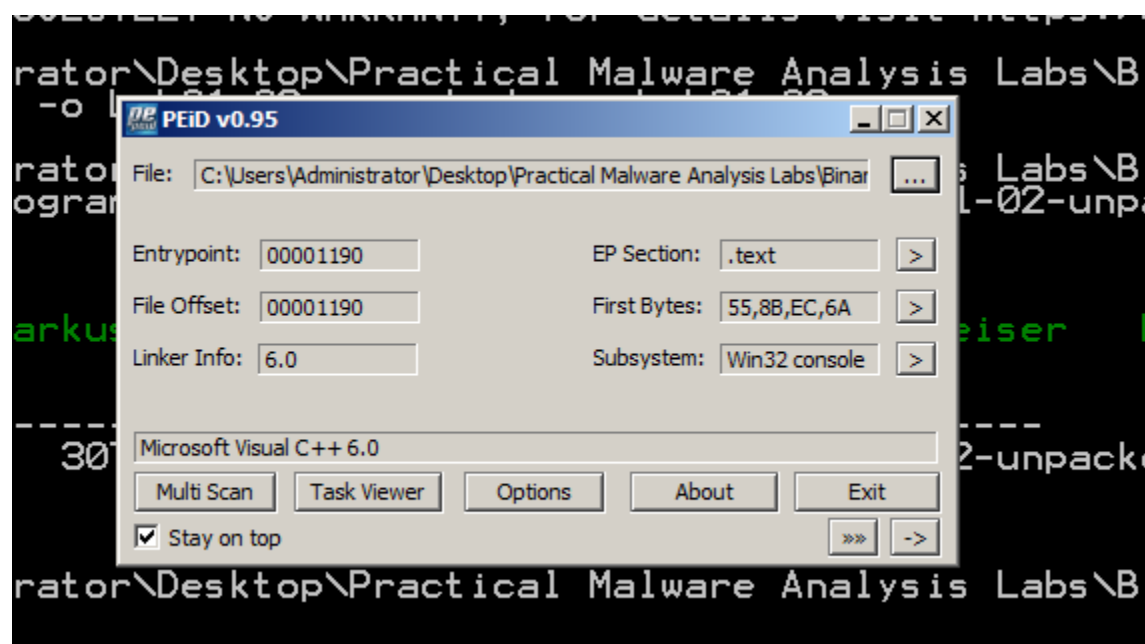 rator\Desktop\Practical Malware Analysis Labs\B
-o
PEiD v0.95
File: C:\Users\Administrator\Desktop\Practical Malware Analysis Labs\Binar ...
rator Labs\B
ogram -02-unpa
Entrypoint: 00001190 EP Section: .text >
File Offset: 00001190 First Bytes: 55,8B,EC,6A >
arkus eiser
Linker Info: 6.0 Subsystem: Win32 console >
Microsoft Visual C++ 6.0
30 2-unpack
Multi Scan Task Viewer Options About Exit
Stay on top »» ->
rator\Desktop\Practical Malware Analysis Labs\B